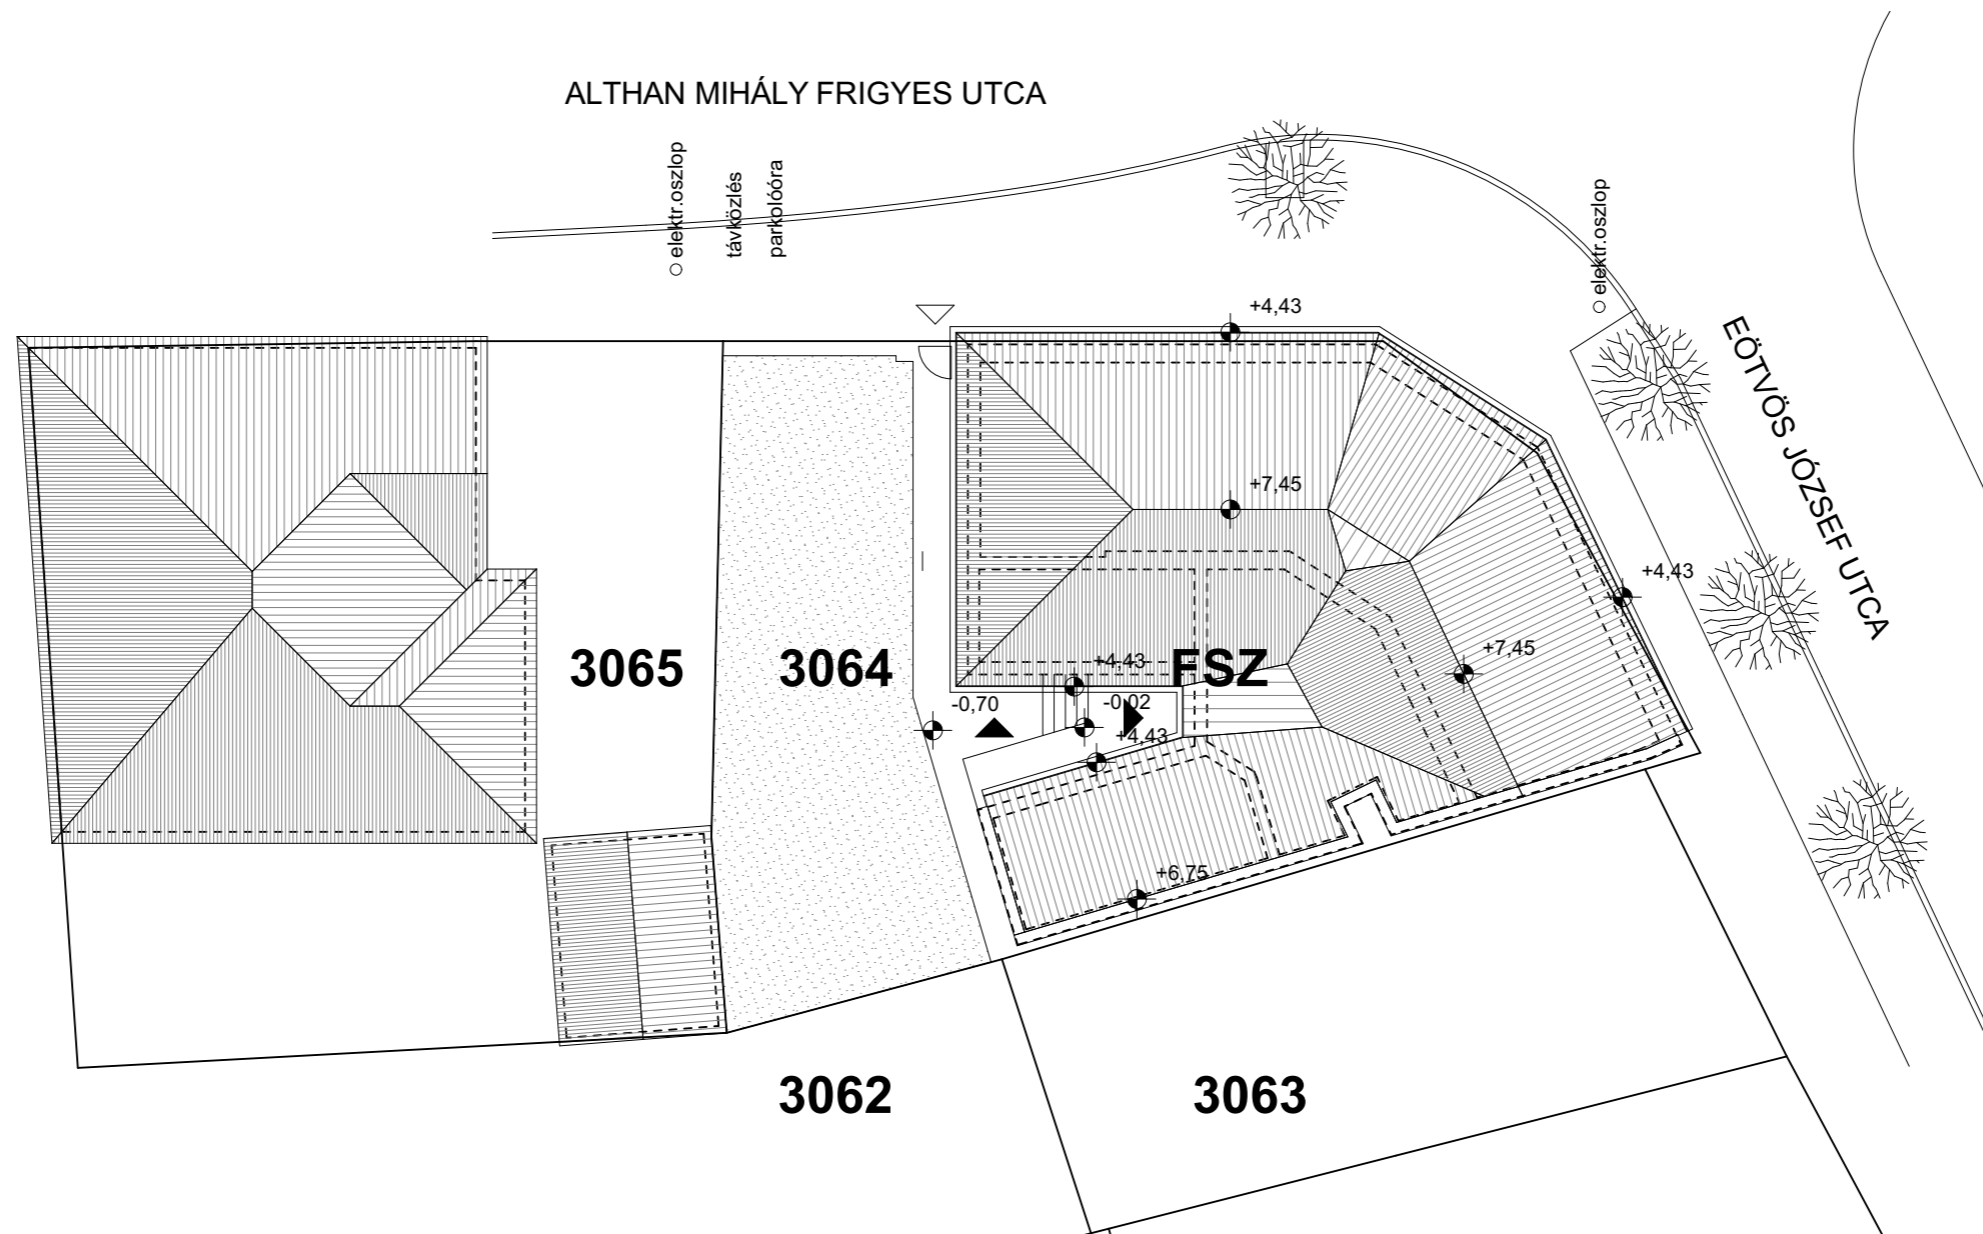 ALTHAN MIHÁLY FRIGYES UTCA
elektr.oszlop
távközlés
parkolóóra
elektr.oszlop
+4,43
EÖTVÖS JÓZSEF UTCA
+7,45
+4,43
3065
3064
+4,43
FSZ
+7,45
-0,70
-0,02
+4,43
+6,75
3062
3063